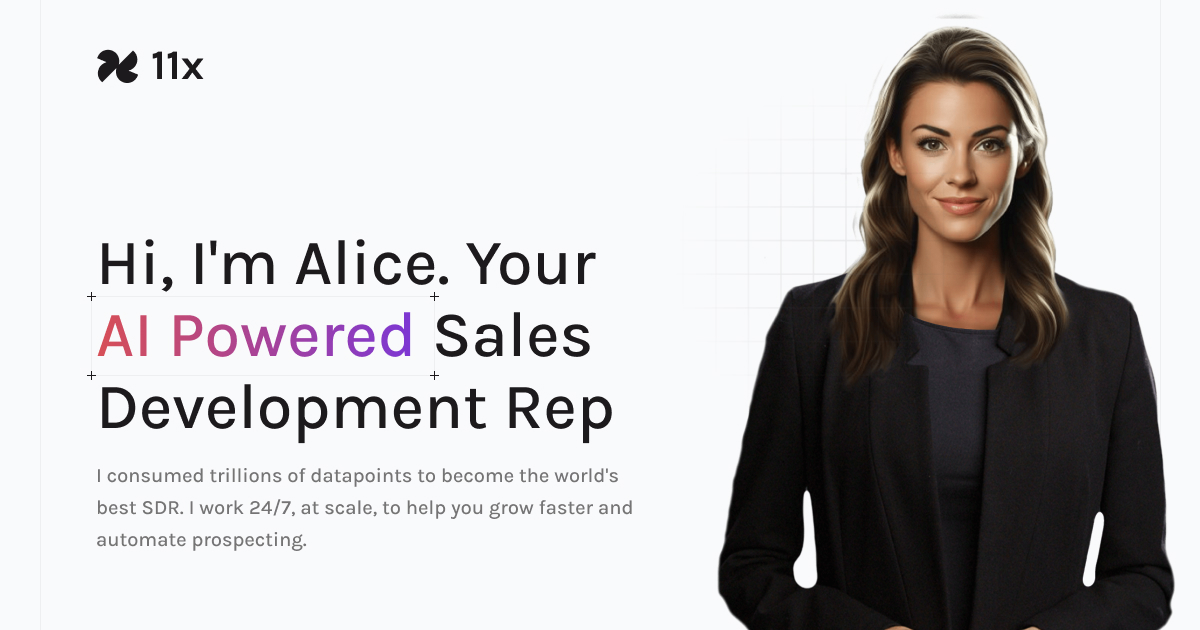 11x
Hi, I'm Alice. Your
AI Powered Sales
Development Rep
I consumed trillions of datapoints to become the world's
best SDR. I work 24/7, at scale, to help you grow faster and
automate prospecting.